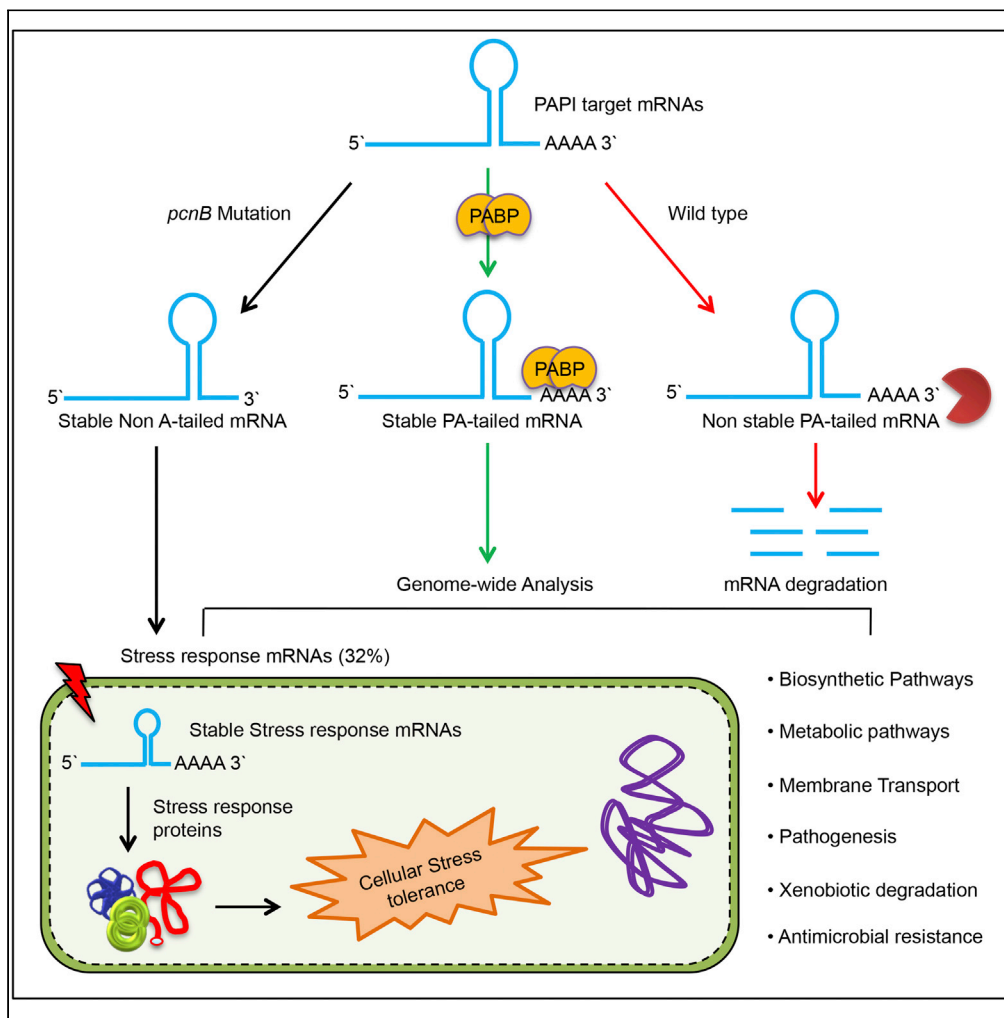 PAPI target mRNAs
5`
AAAA 3`
pcnB Mutation
PABP
Wild type
5`
3`
Stable Non A-tailed mRNA
5`
PABP
AAAA 3`
Stable PA-tailed mRNA
5`
AAAA 3`
Non stable PA-tailed mRNA
Genome-wide Analysis
mRNA degradation
Stress response mRNAs (32%)
Stable Stress response mRNAs
5`
AAAA 3`
Stress response
proteins
Cellular Stress
tolerance
• Biosynthetic Pathways
• Metabolic pathways
• Membrane Transport
• Pathogenesis
• Xenobiotic degradation
• Antimicrobial resistance